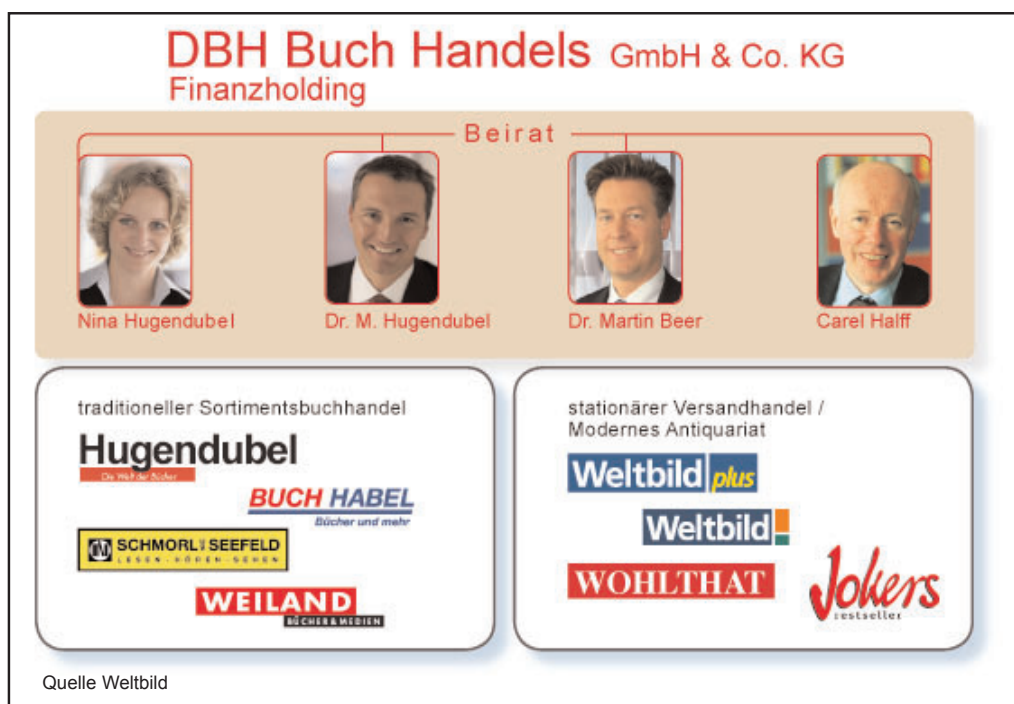 DBH Buch Handels GmbH & Co. KG
Finanzholding
Beirat
Nina Hugendubel
Dr. M. Hugendubel
Dr. Martin Beer
Carel Halff
traditioneller Sortimentsbuchhandel
Hugendubel
Die Welt der Bücher
BUCH HABEL
Bücher und mehr
SCHMORL UND SEEFELD
LESEN - HÖREN - SEHEN
WEILAND
BÜCHER & MEDIEN
stationärer Versandhandel /
Modernes Antiquariat
Weltbild plus
Weltbild!
WOHLTHAT
Jokers
restseller
Quelle Weltbild